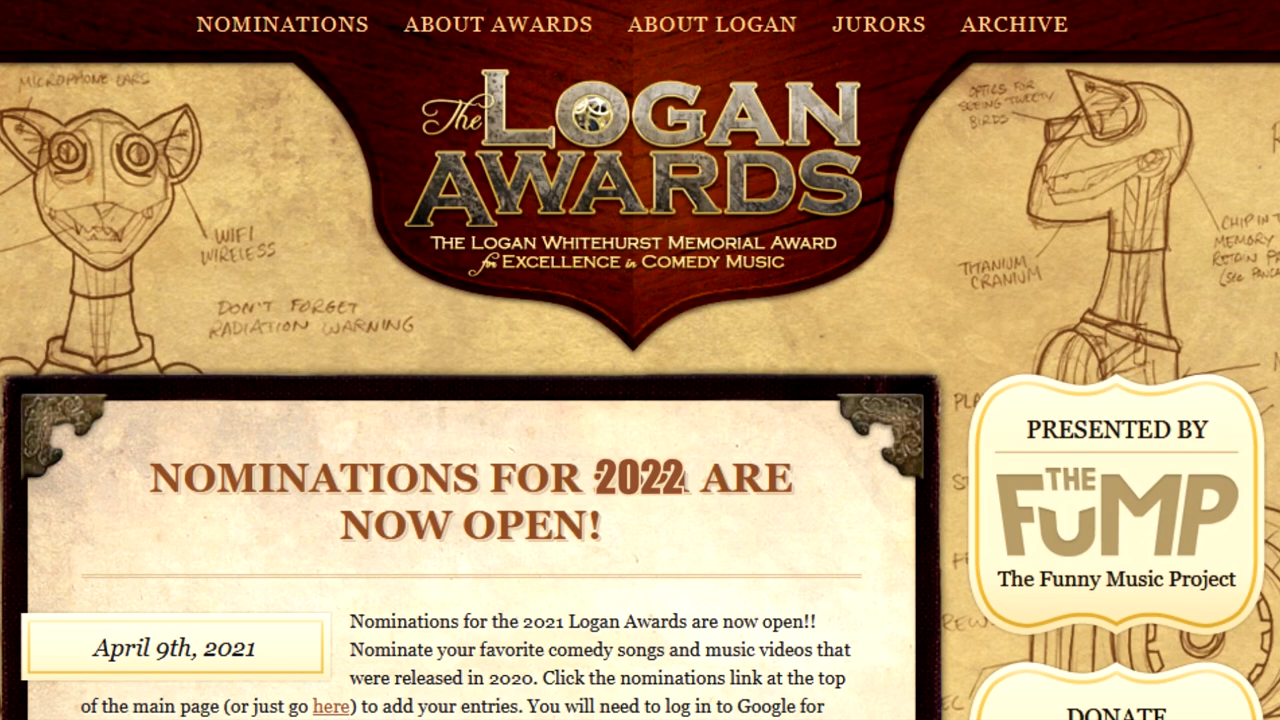 NOMINATIONS ABOUT AWARDS ABOUT LOGAN JURORS ARCHIVE
The LOGAN
AWARDS
THE LOGAN WHITEHURST MEMORIAL AWARD
for EXCELLENCE in COMEDY MUSIC
MICROPHONE EARS
WIFI
WIRELESS
DON'T FORGET
RADIATION WARNING
OPTICS FOR
SEEING TWEETY
BIRDS
TITANIUM
CRANIUM
CHIP IN T
MEMORY
RETAIN
(SEE
NOMINATIONS FOR 2022 ARE
NOW OPEN!
April 9th, 2021
Nominations for the 2021 Logan Awards are now open!!
Nominate your favorite comedy songs and music videos that
were released in 2020. Click the nominations link at the top
of the main page (or just go here) to add your entries. You will need to log in to Google for
PRESENTED BY
THE
FuMP
The Funny Music Project
DONATE